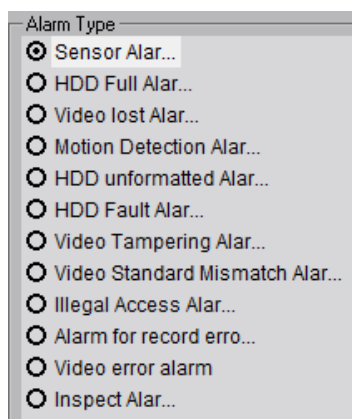 Alarm Type
Sensor Alar...
HDD Full Alar...
Video lost Alar...
Motion Detection Alar...
HDD unformatted Alar...
HDD Fault Alar...
Video Tampering Alar...
Video Standard Mismatch Alar...
Illegal Access Alar...
Alarm for record erro...
Video error alarm
Inspect Alar...